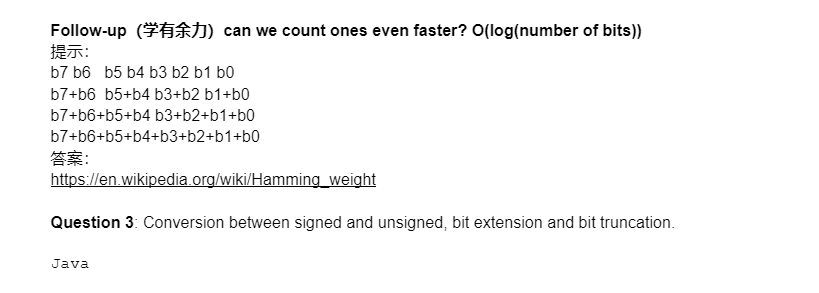 Follow-up（学有余力）can we count ones even faster? O(log(number of bits))
提示：
b7 b6 b5 b4 b3 b2 b1 b0
b7+b6 b5+b4 b3+b2 b1+b0
b7+b6+b5+b4 b3+b2+b1+b0
b7+b6+b5+b4+b3+b2+b1+b0
答案：
https://en.wikipedia.org/wiki/Hamming_weight
Question 3: Conversion between signed and unsigned, bit extension and bit truncation.
Java